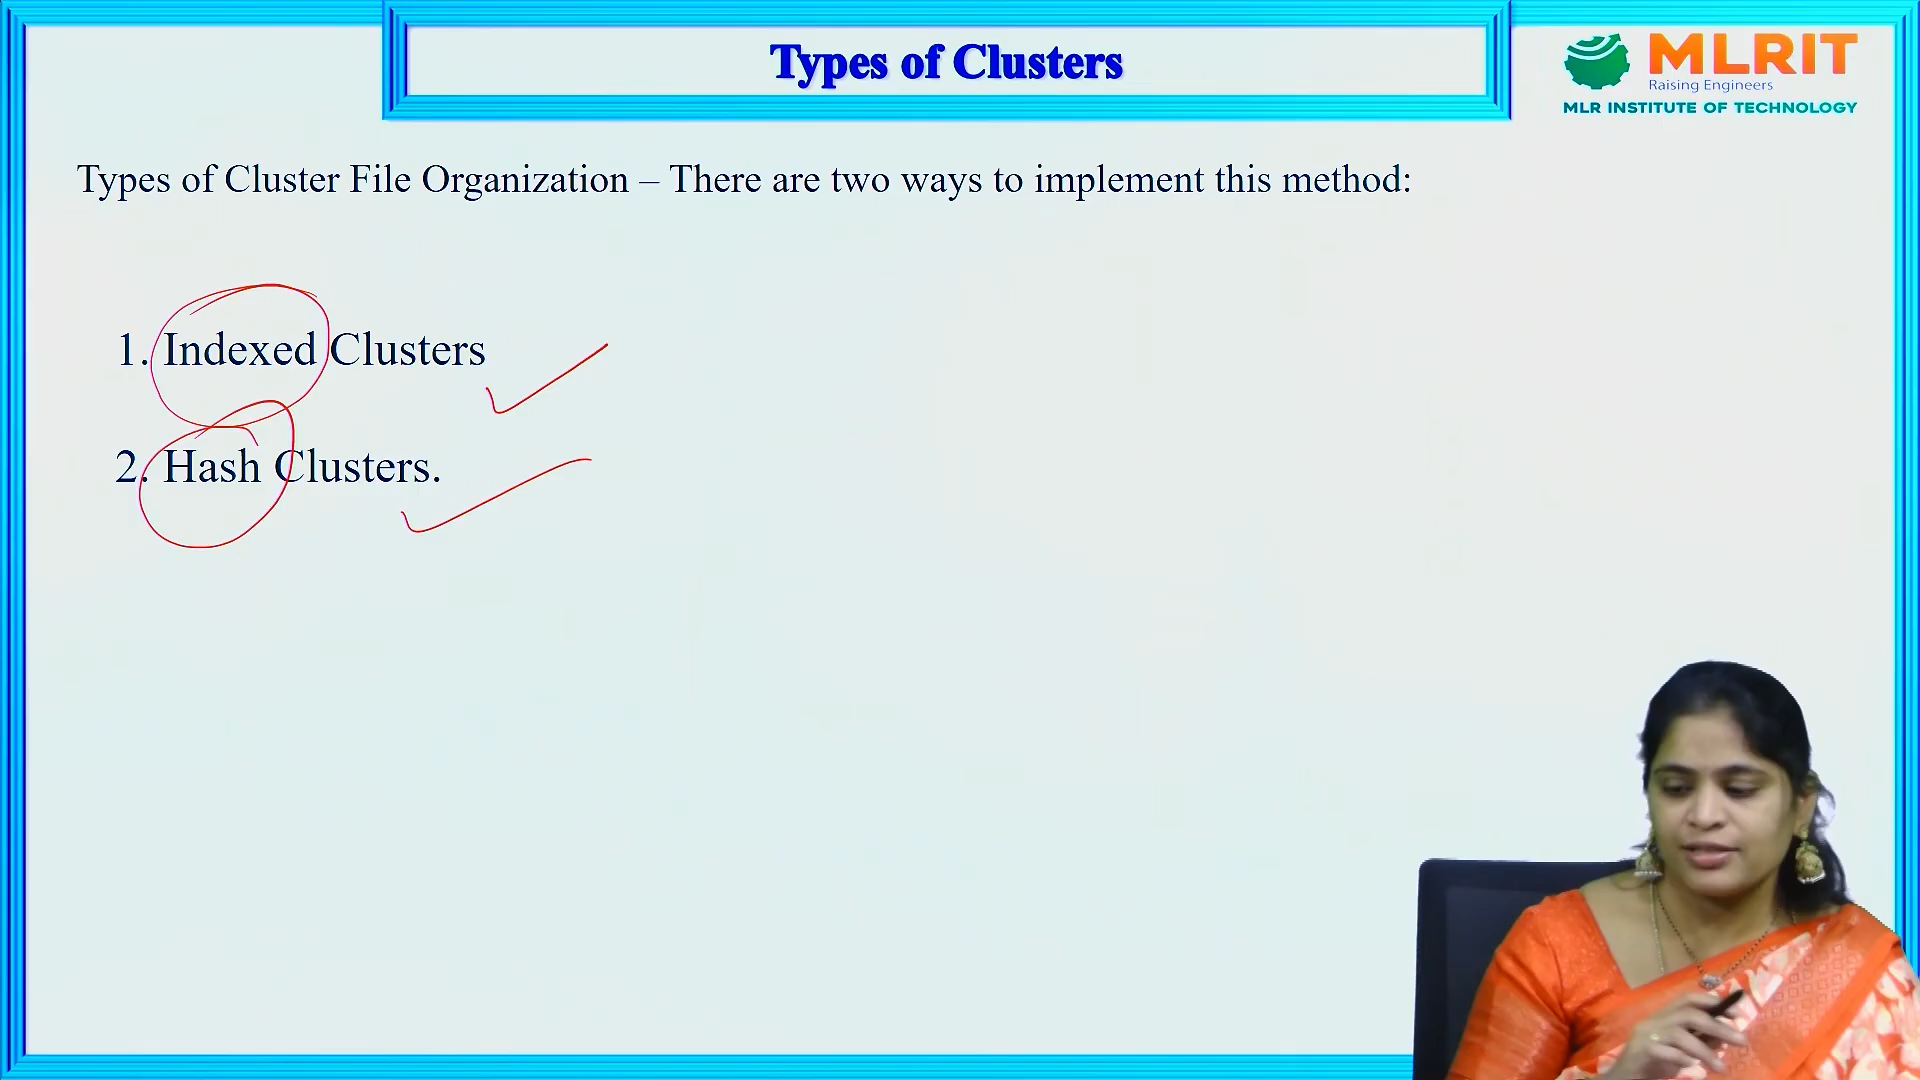 Types of Clusters
MLRIT
Raising Engineers
MLR INSTITUTE OF TECHNOLOGY
Types of Cluster File Organization – There are two ways to implement this method:
1. Indexed Clusters
2. Hash Clusters.